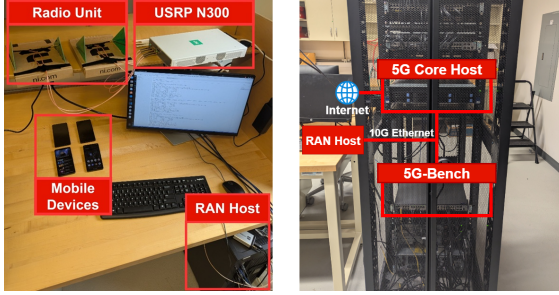 Radio Unit
USRP N300
Mobile
Devices
RAN Host
5G Core Host
Internet
RAN Host
10G Ethernet
5G-Bench